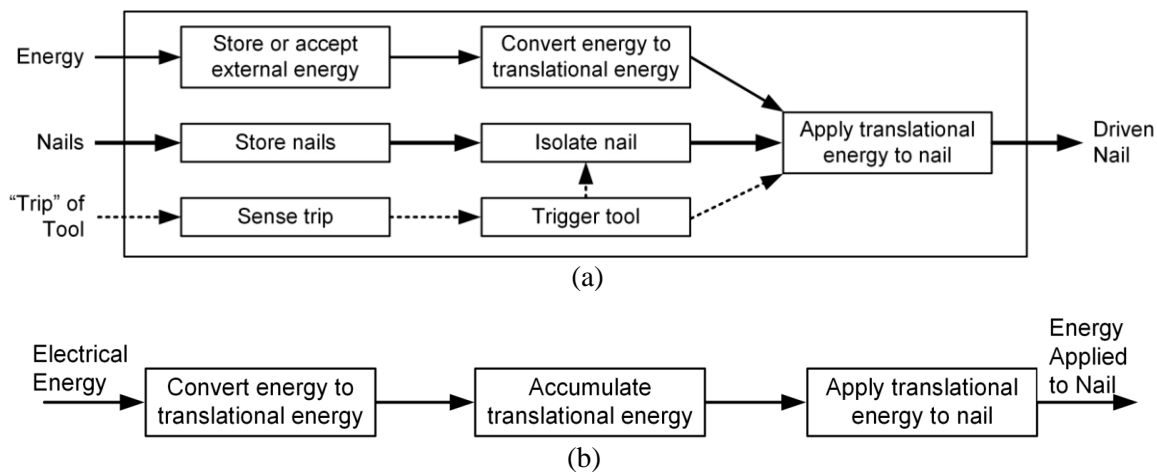 Energy
Store or accept
external energy
Convert energy to
translational energy
Nails
Store nails
Isolate nail
Apply translational
energy to nail
Driven
Nail
“Trip” of
Tool
Sense trip
Trigger tool
(a)
Electrical
Energy
Convert energy to
translational energy
Accumulate
translational energy
Apply translational
energy to nail
Energy
Applied
to Nail
(b)